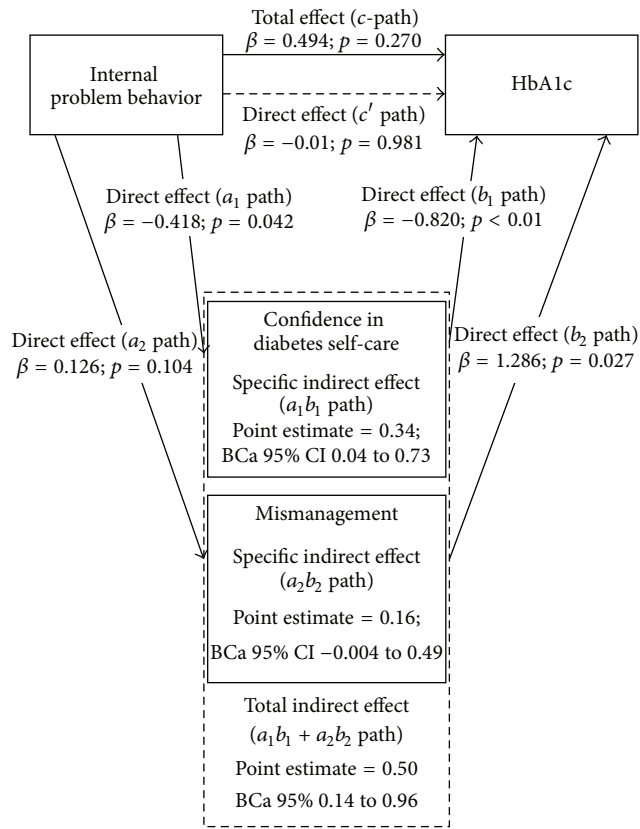 Total effect (c-path)
β = 0.494; p = 0.270
Internal
problem behavior
HbA1c
Direct effect (c′ path)
β = −0.01; p = 0.981
Direct effect (a₁ path)
β = −0.418; p = 0.042
Direct effect (b₁ path)
β = −0.820; p < 0.01
Direct effect (a₂ path)
β = 0.126; p = 0.104
Direct effect (b₂ path)
β = 1.286; p = 0.027
Confidence in
diabetes self-care
Specific indirect effect
(a₁b₁ path)
Point estimate = 0.34;
BCa 95% CI 0.04 to 0.73
Mismanagement
Specific indirect effect
(a₂b₂ path)
Point estimate = 0.16;
BCa 95% CI −0.004 to 0.49
Total indirect effect
(a₁b₁ + a₂b₂ path)
Point estimate = 0.50
BCa 95% 0.14 to 0.96